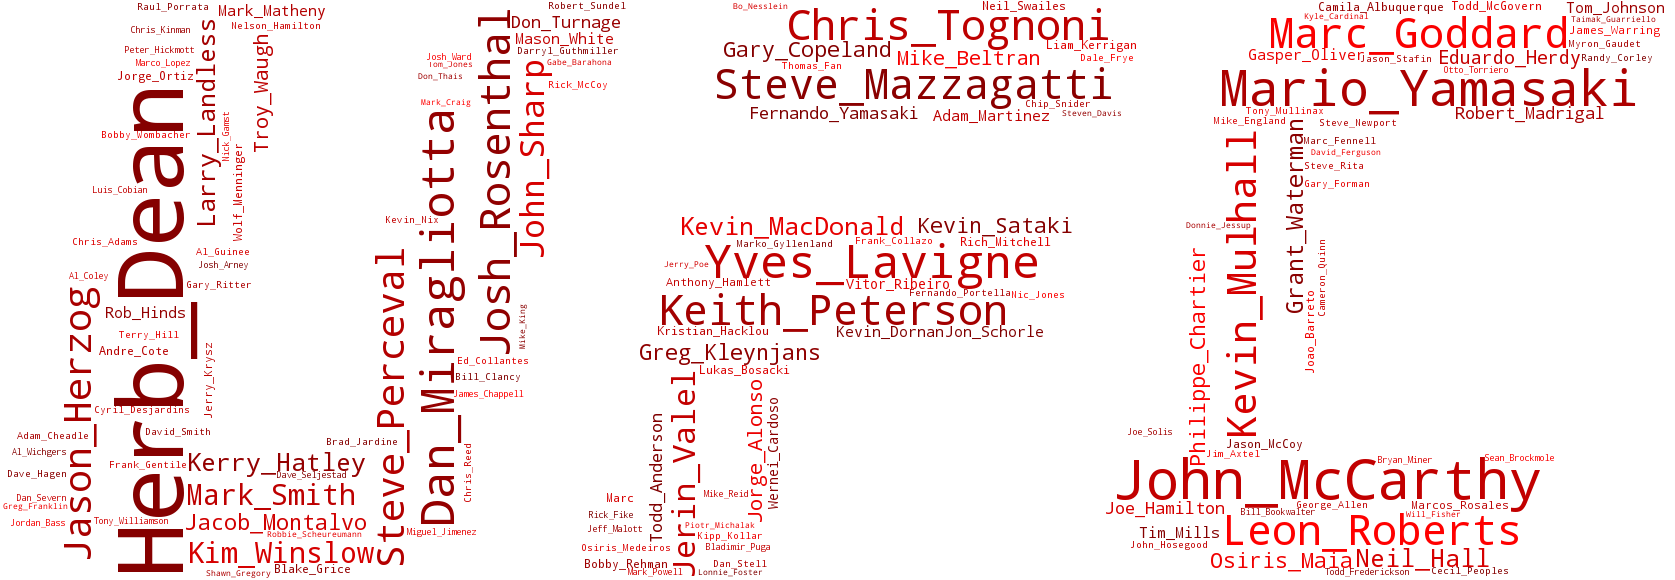 Raul_Porrata
Mark_Matheny
Nelson_Hamilton
Chris_Kinman
Peter_Hickmott
Marco_Lopez
Jorge_Ortiz
Larry_Landless
Troy_Waugh
Nick_Gamst
Bobby_Wombacher
Herb_Dean
Wolf_Menninger
Luis_Cobian
Chris_Adams
Al_Guinee
Josh_Arney
Al_Coley
Gary_Ritter
Jason_Herzog
Rob_Hinds
Terry_Hill
Andre_Cote
Jerry_Krysz
Cyril_Desjardins
David_Smith
Adam_Cheadle
Al_Wichgers
Frank_Gentile
Dave_Hagen
Kerry_Hatley
Dave_Seljestad
Mark_Smith
Dan_Severn
Greg_Franklin
Jordan_Bass
Tony_Williamson
Jacob_Montalvo
Robbie_Scheureumann
Kim_Winslow
Shawn_Gregory
Blake_Grice
Brad_Jardine
Robert_Sundel
Don_Turnage
Mason_White
Darryl_Guthmiller
Gabe_Barahona
Rick_McCoy
Josh_Ward
Tom_Jones
Don_Thais
Mark_Craig
Josh_Rosenthal
John_Sharp
Kevin_Nix
Dan_Miragliotta
Steve_Perceval
Mike_King
Ed_Collantes
Bill_Clancy
James_Chappell
Chris_Reed
Miguel_Jimenez
Bo_Nesslein
Neil_Swailes
Chris_Tognoni
Gary_Copeland
Mike_Beltran
Liam_Kerrigan
Dale_Frye
Thomas_Fan
Steve_Mazzagatti
Chip_Snider
Fernando_Yamasaki
Adam_Martinez
Steven_Davis
Kevin_MacDonald
Kevin_Sataki
Marko_Gyllenland
Frank_Collazo
Rich_Mitchell
Jerry_Poe
Yves_Lavigne
Anthony_Hamlett
Vitor_Ribeiro
Fernando_Portella
Nic_Jones
Keith_Peterson
Kristian_Hacklou
Kevin_Dornan
Jon_Schorle
Greg_Kleynjans
Lukas_Bosacki
Jerin_Valel
Jorge_Alonso
Wernei_Cardoso
Todd_Anderson
Marc
Mike_Reid
Rick_Fike
Jeff_Malott
Piotr_Michalak
Kipp_Kollar
Osiris_Medeiros
Bladimir_Puga
Bobby_Rehman
Dan_Stell
Mark_Powell
Lonnie_Foster
Camila_Albuquerque
Todd_McGovern
Tom_Johnson
Kyle_Cardinal
Taimak_Guarriello
Marc_Goddard
James_Warring
Myron_Gaudet
Gasper_Oliver
Jason_Stafin
Eduardo_Herdy
Randy_Corley
Otto_Torriero
Mario_Yamasaki
Tony_Mullinax
Robert_Madrigal
Mike_England
Steve_Newport
Marc_Fennell
David_Ferguson
Steve_Rita
Gary_Forman
Grant_Waterman
Kevin_Mulhall
Donnie_Jessup
Philippe_Chartier
Cameron_Quinn
Joao_Barreto
Joe_Solis
Jason_McCoy
Jim_Axtel
Bryan_Miner
Sean_Brockmole
John_McCarthy
Joe_Hamilton
Bill_Bookwalter
George_Allen
Marcos_Rosales
Will_Fisher
Leon_Roberts
Tim_Mills
John_Hosegood
Osiris_Maia
Neil_Hall
Todd_Frederickson
Cecil_Peoples